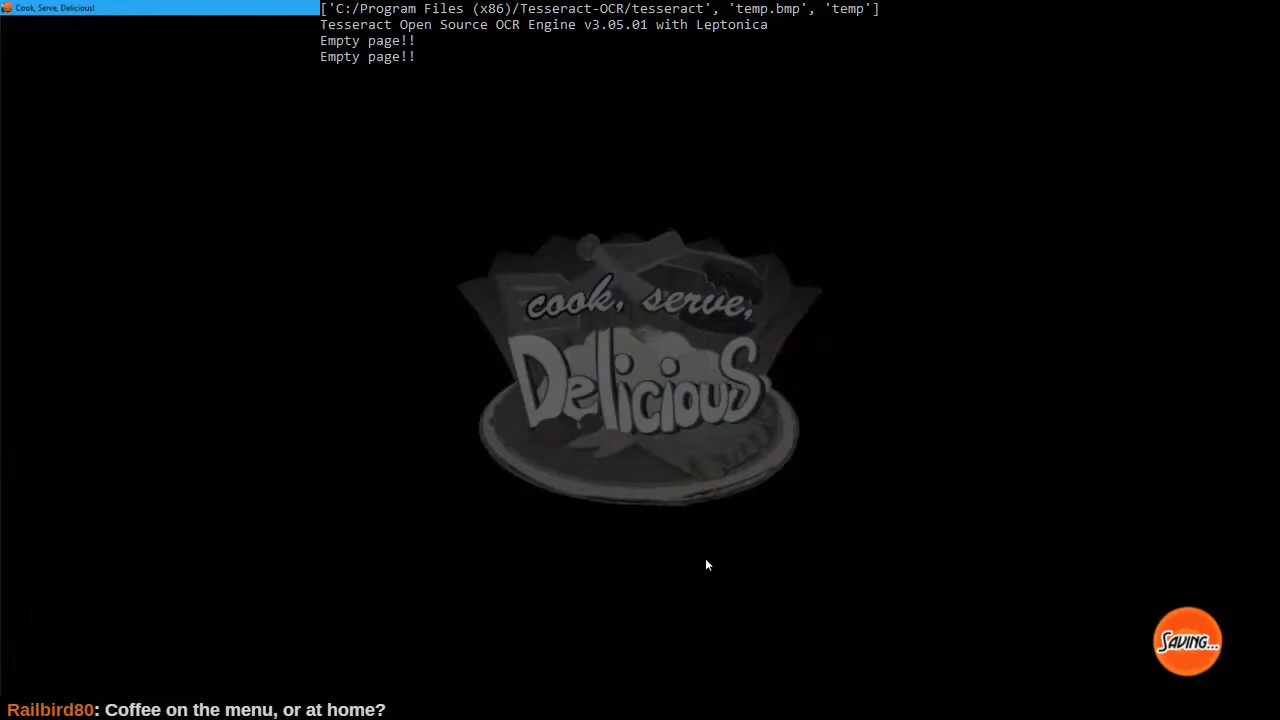 Cook, Serve, Delicious!
['C:/Program Files (x86)/Tesseract-OCR/tesseract', 'temp.bmp', 'temp']
Tesseract Open Source OCR Engine v3.05.01 with Leptonica
Empty page!!
Empty page!!
cook, serve,
Delicious
Saving...
Railbird80: Coffee on the menu, or at home?